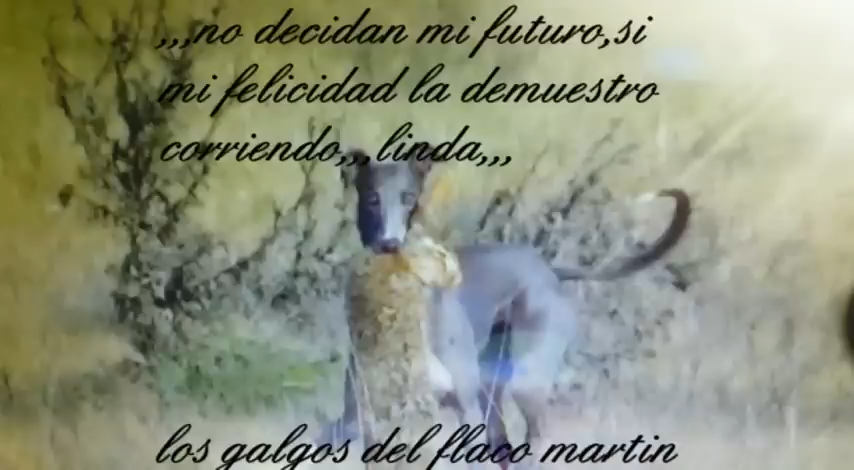 ,,,no decidan mi futuro,si
mi felicidad la demuestro
corriendo,,,linda,,,
los galgos del flaco martin